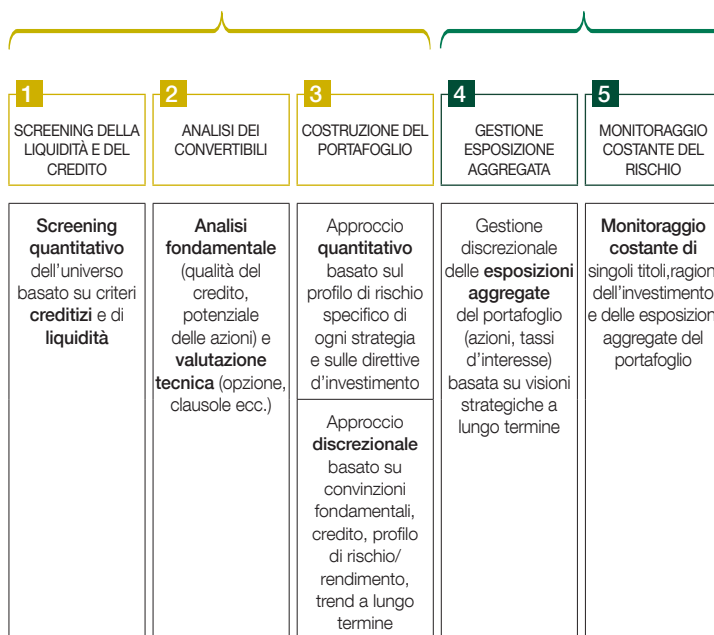 1
SCREENING DELLA
LIQUIDITÀ E DEL
CREDITO
2
ANALISI DEI
CONVERTIBILI
3
COSTRUZIONE DEL
PORTAFOGLIO
4
GESTIONE
ESPOSIZIONE
AGGREGATA
5
MONITORAGGIO
COSTANTE DEL
RISCHIO
Screening
quantitativo
dell'universo
basato su criteri
creditizi e di
liquidità
Analisi
fondamentale
(qualità del
credito,
potenziale
delle azioni) e
valutazione
tecnica (opzione,
clausole ecc.)
Approccio
quantitativo
basato sul
profilo di rischio
specifico di
ogni strategia
e sulle direttive
d'investimento
Approccio
discrezionale
basato su
convinzioni
fondamentali,
credito, profilo
di rischio/
rendimento,
trend a lungo
termine
Gestione
discrezionale
delle esposizioni
aggregate
del portafoglio
(azioni, tassi
d'interesse)
basata su visioni
strategiche a
lungo termine
Monitoraggio
costante di
singoli titoli,ragion
dell'investimento
e delle esposizion
aggregate del
portafoglio